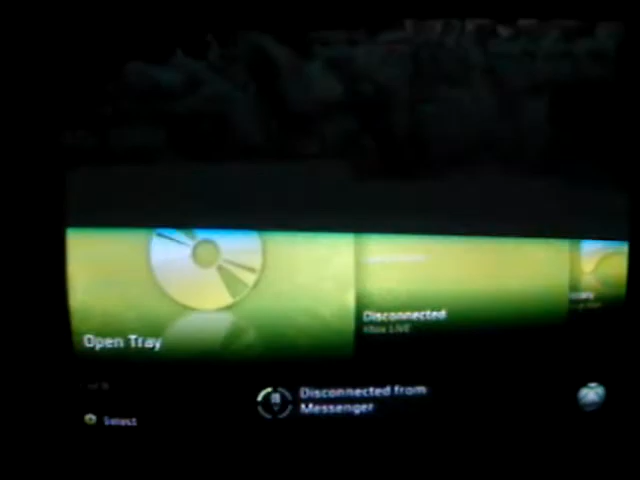 Open Tray
Disconnected
Xbox LIVE
Select
Disconnected from
Messenger